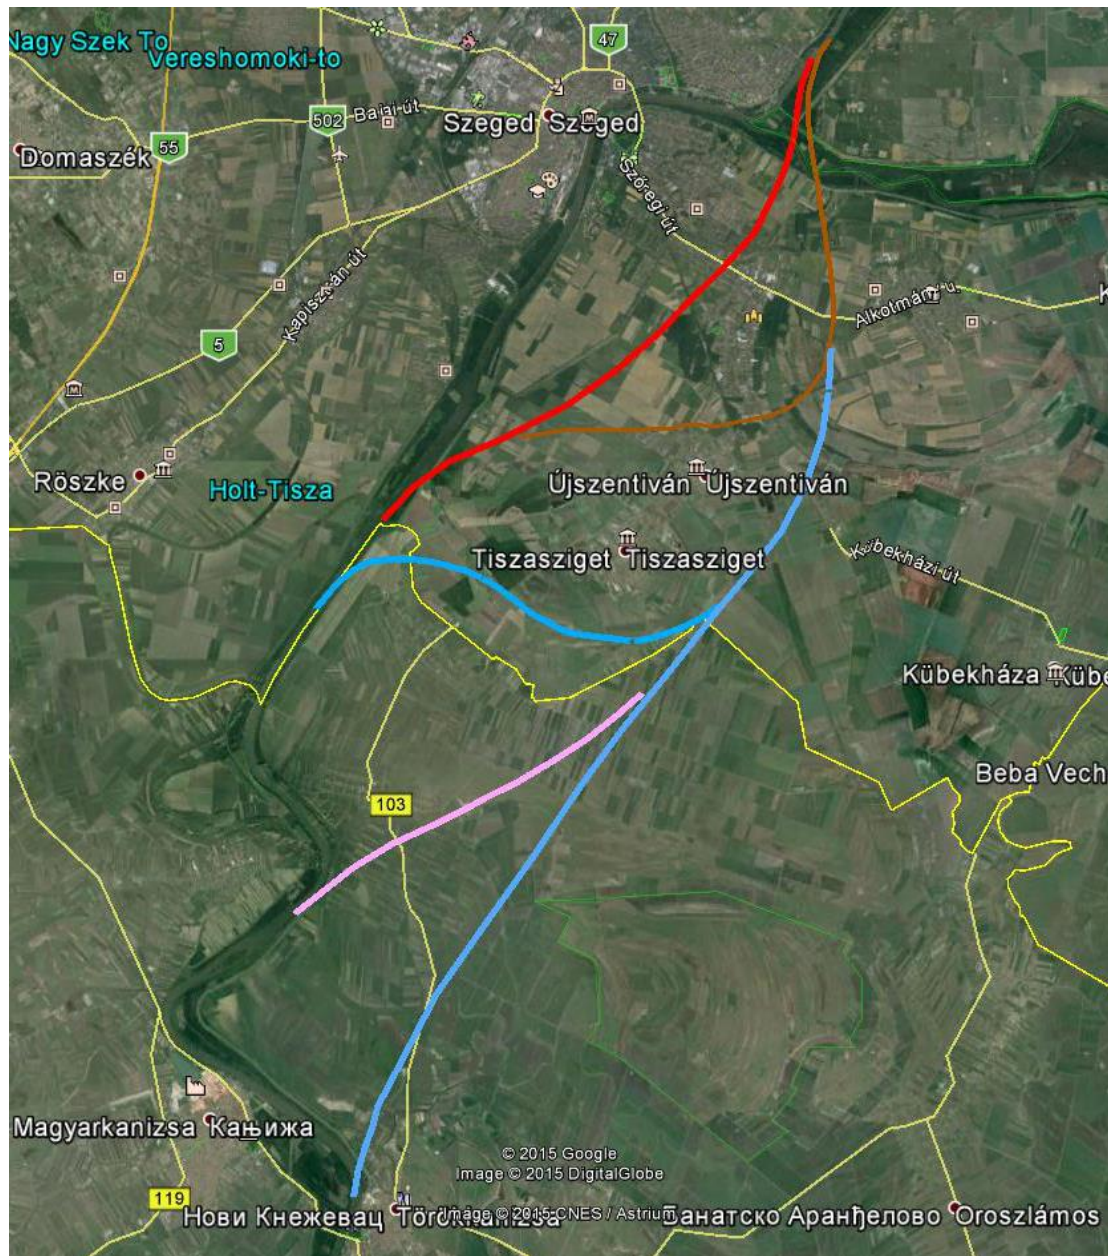 Nagy Szek To
Vereshomoki-to
47
502
Bajai út
Szeged Szeged
55
Domaszék
Szőregi út
Kapisztrán út
Alkotmány u.
5
Röszke
Holt-Tisza
Újszentiván Újszentiván
Tiszasziget Tiszasziget
Kübekházi út
Kübekháza Kübe
Beba Vech
103
Magyarkanizsa Кањижа
© 2015 Google
Image © 2015 DigitalGlobe
119
Нови Кнежевац Törökkanizsa
Image © 2015 CNES / Astrium
Банатско Аранђелово Oroszlámos